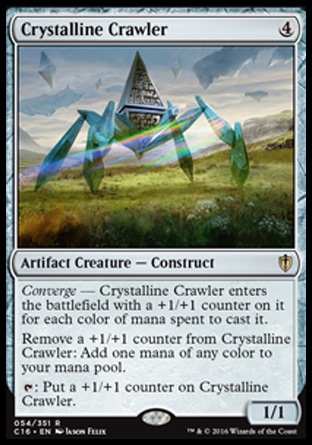 Crystalline Crawler 4
Artifact Creature — Construct
Converge — Crystalline Crawler enters
the battlefield with a +1/+1 counter on it
for each color of mana spent to cast it.
Remove a +1/+1 counter from Crystalline
Crawler: Add one mana of any color to
your mana pool.
: Put a +1/+1 counter on Crystalline
Crawler.
1/1
054/351 R
C16 • EN Jason Felix
™ & © 2016 Wizards of the Coast